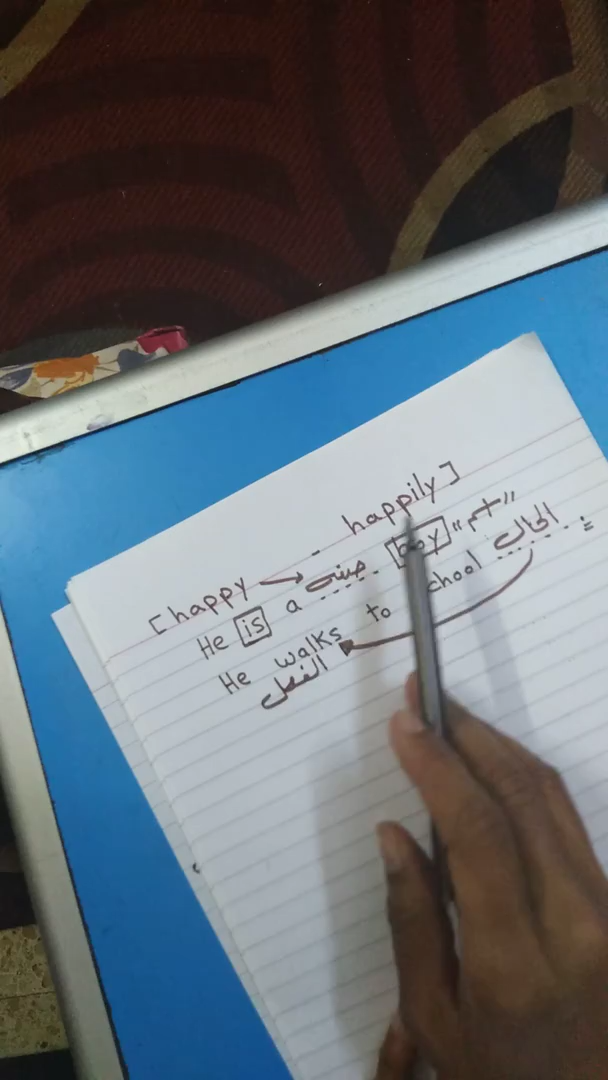 [happy - happily]
He is a صفة boy "اسم"
He walks to school الحال
الفعل